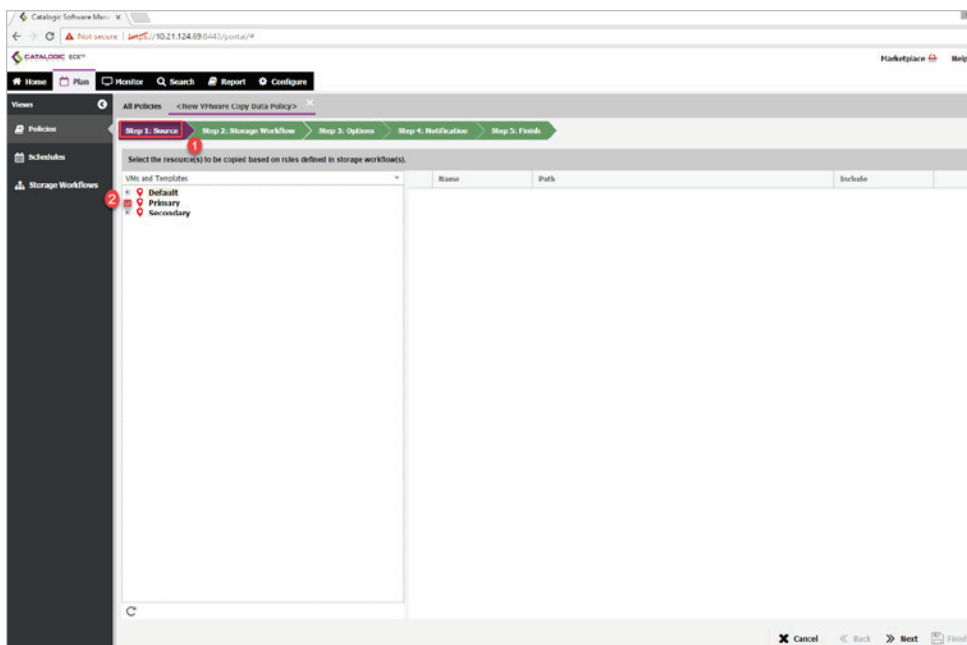 Catalogic Software Mana
Not secure | https://10.21.124.69:8443/portal/#
CATALOGIC ECX™
Marketplace Help
Home Plan Monitor Search Report Configure
Views
All Policies <New VMware Copy Data Policy>
Policies
Step 1: Source Step 2: Storage Workflow Step 3: Options Step 4: Notification Step 5: Finish
1
Schedules
Select the resource(s) to be copied based on rules defined in storage workflow(s).
VMs and Templates
Name Path Include
Storage Workflows
Default
2 Primary
Secondary
Cancel Back Next Finish